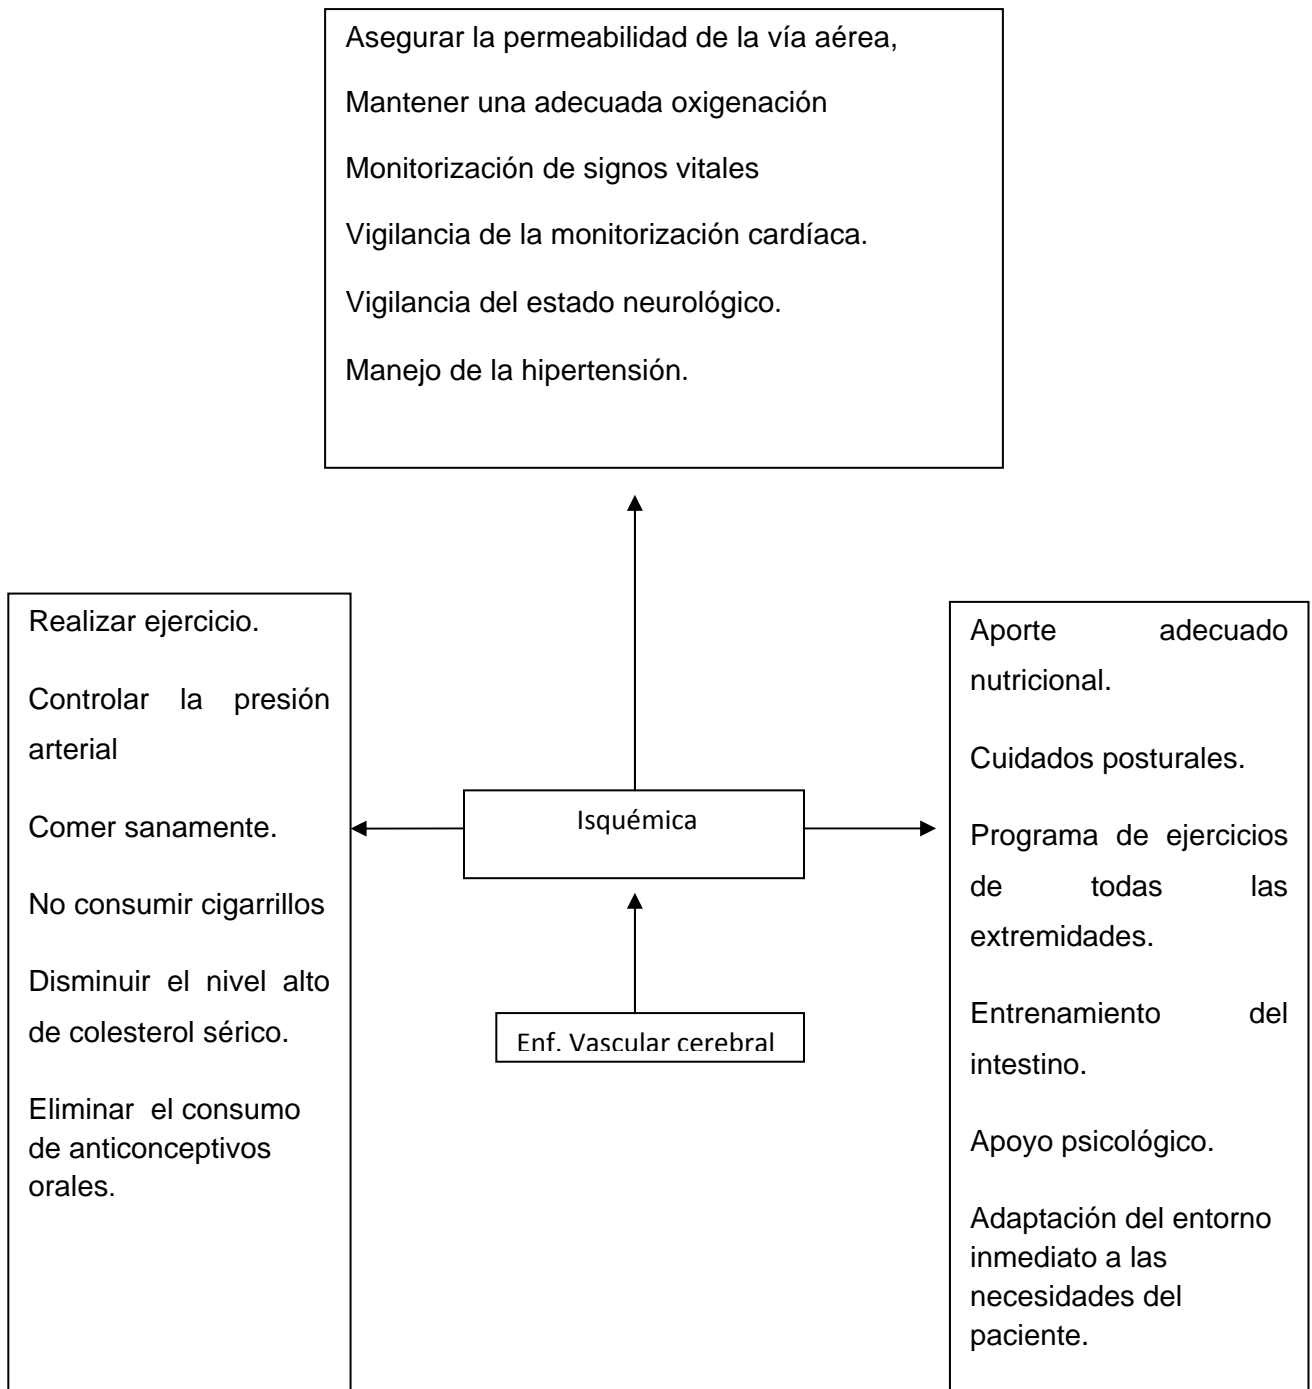 Asegurar la permeabilidad de la vía aérea,
Mantener una adecuada oxigenación
Monitorización de signos vitales
Vigilancia de la monitorización cardíaca.
Vigilancia del estado neurológico.
Manejo de la hipertensión.
Realizar ejercicio.
Controlar la presión
arterial
Comer sanamente.
No consumir cigarrillos
Disminuir el nivel alto
de colesterol sérico.
Eliminar el consumo
de anticonceptivos
orales.
Isquémica
Enf. Vascular cerebral
Aporte adecuado
nutricional.
Cuidados posturales.
Programa de ejercicios
de todas las
extremidades.
Entrenamiento del
intestino.
Apoyo psicológico.
Adaptación del entorno
inmediato a las
necesidades del
paciente.